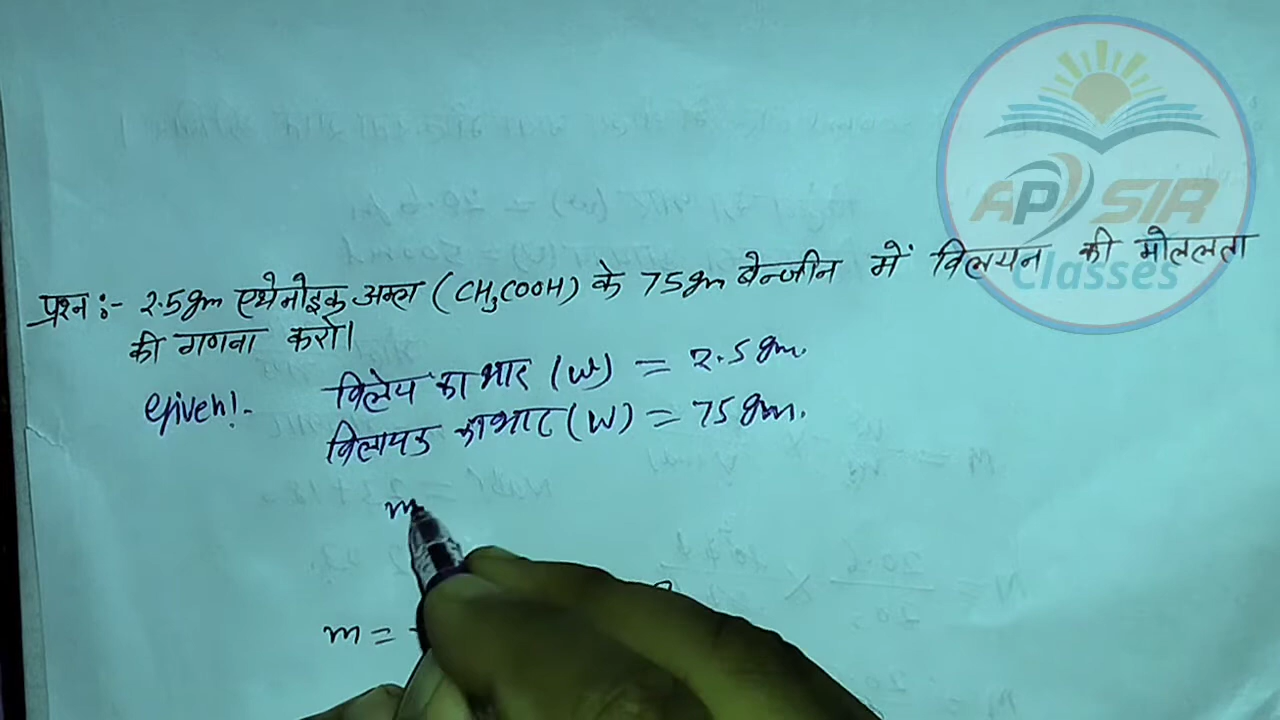 AP SIR
Classes
प्रश्न :- 2.5gm एथेनोइक अम्ल (CH3COOH) के 75gm बेन्जीन में विलयन की मोललता
की गणना करो।
Given!- विलेय का भार (w) = 2.5 gm.
विलायक का भार (W) = 75 gm.
m
m =